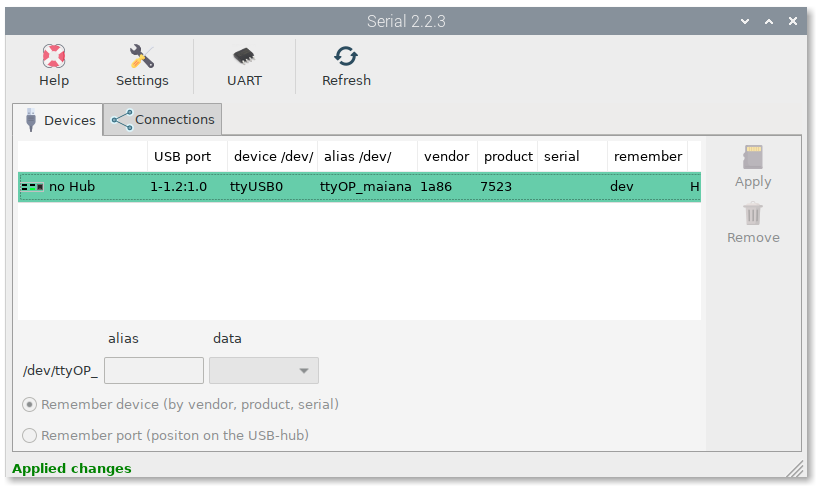 Serial 2.2.3
Help Settings UART Refresh
Devices Connections
USB port device /dev/ alias /dev/ vendor product serial remember
no Hub 1-1.2:1.0 ttyUSB0 ttyOP_maiana 1a86 7523 dev H
Apply
Remove
alias data
/dev/ttyOP_
Remember device (by vendor, product, serial)
Remember port (positon on the USB-hub)
Applied changes